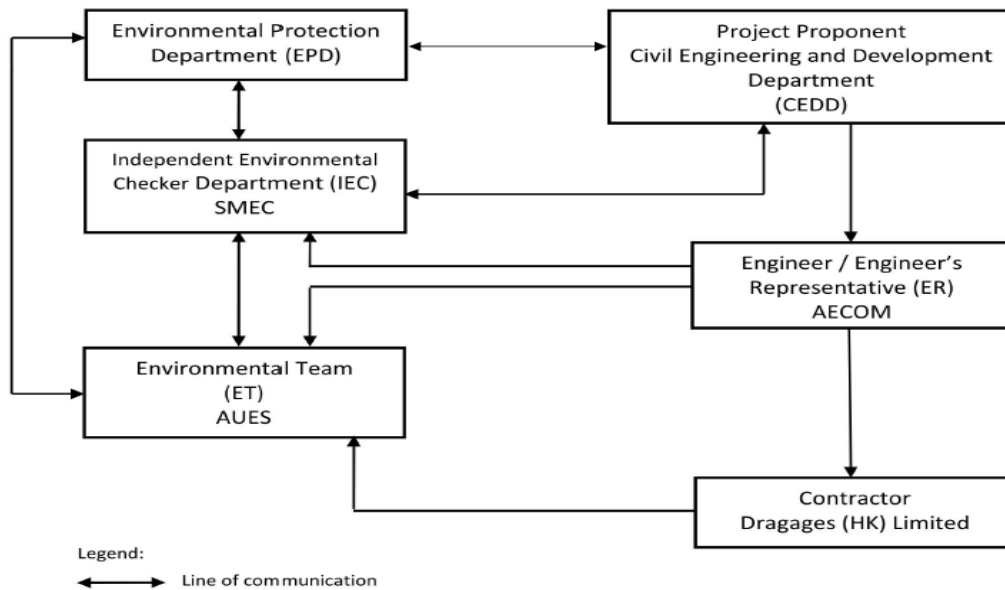 Environmental Protection
Department (EPD)
Project Proponent
Civil Engineering and Development
Department
(CEDD)
Independent Environmental
Checker Department (IEC)
SMEC
Engineer / Engineer's
Representative (ER)
AECOM
Environmental Team
(ET)
AUES
Contractor
Dragages (HK) Limited
Legend:
Line of communication